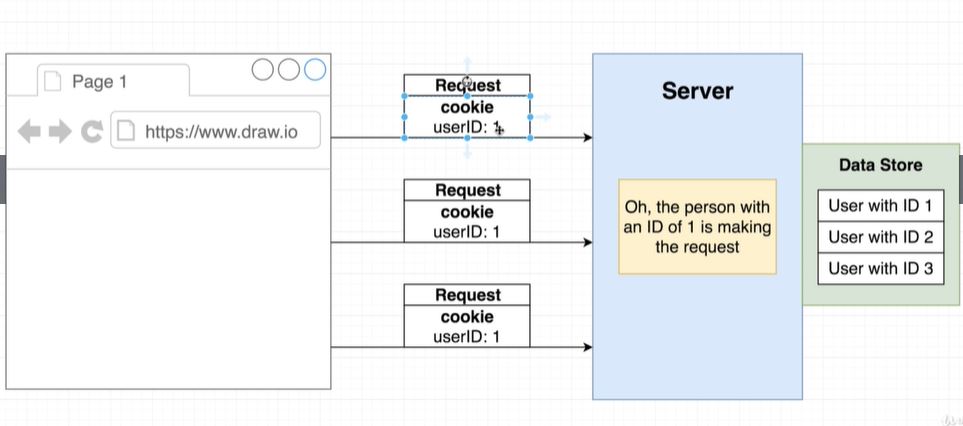 Page 1
https://www.draw.io
Request
cookie
userID: 1
Request
cookie
userID: 1
Request
cookie
userID: 1
Server
Oh, the person with
an ID of 1 is making
the request
Data Store
User with ID 1
User with ID 2
User with ID 3